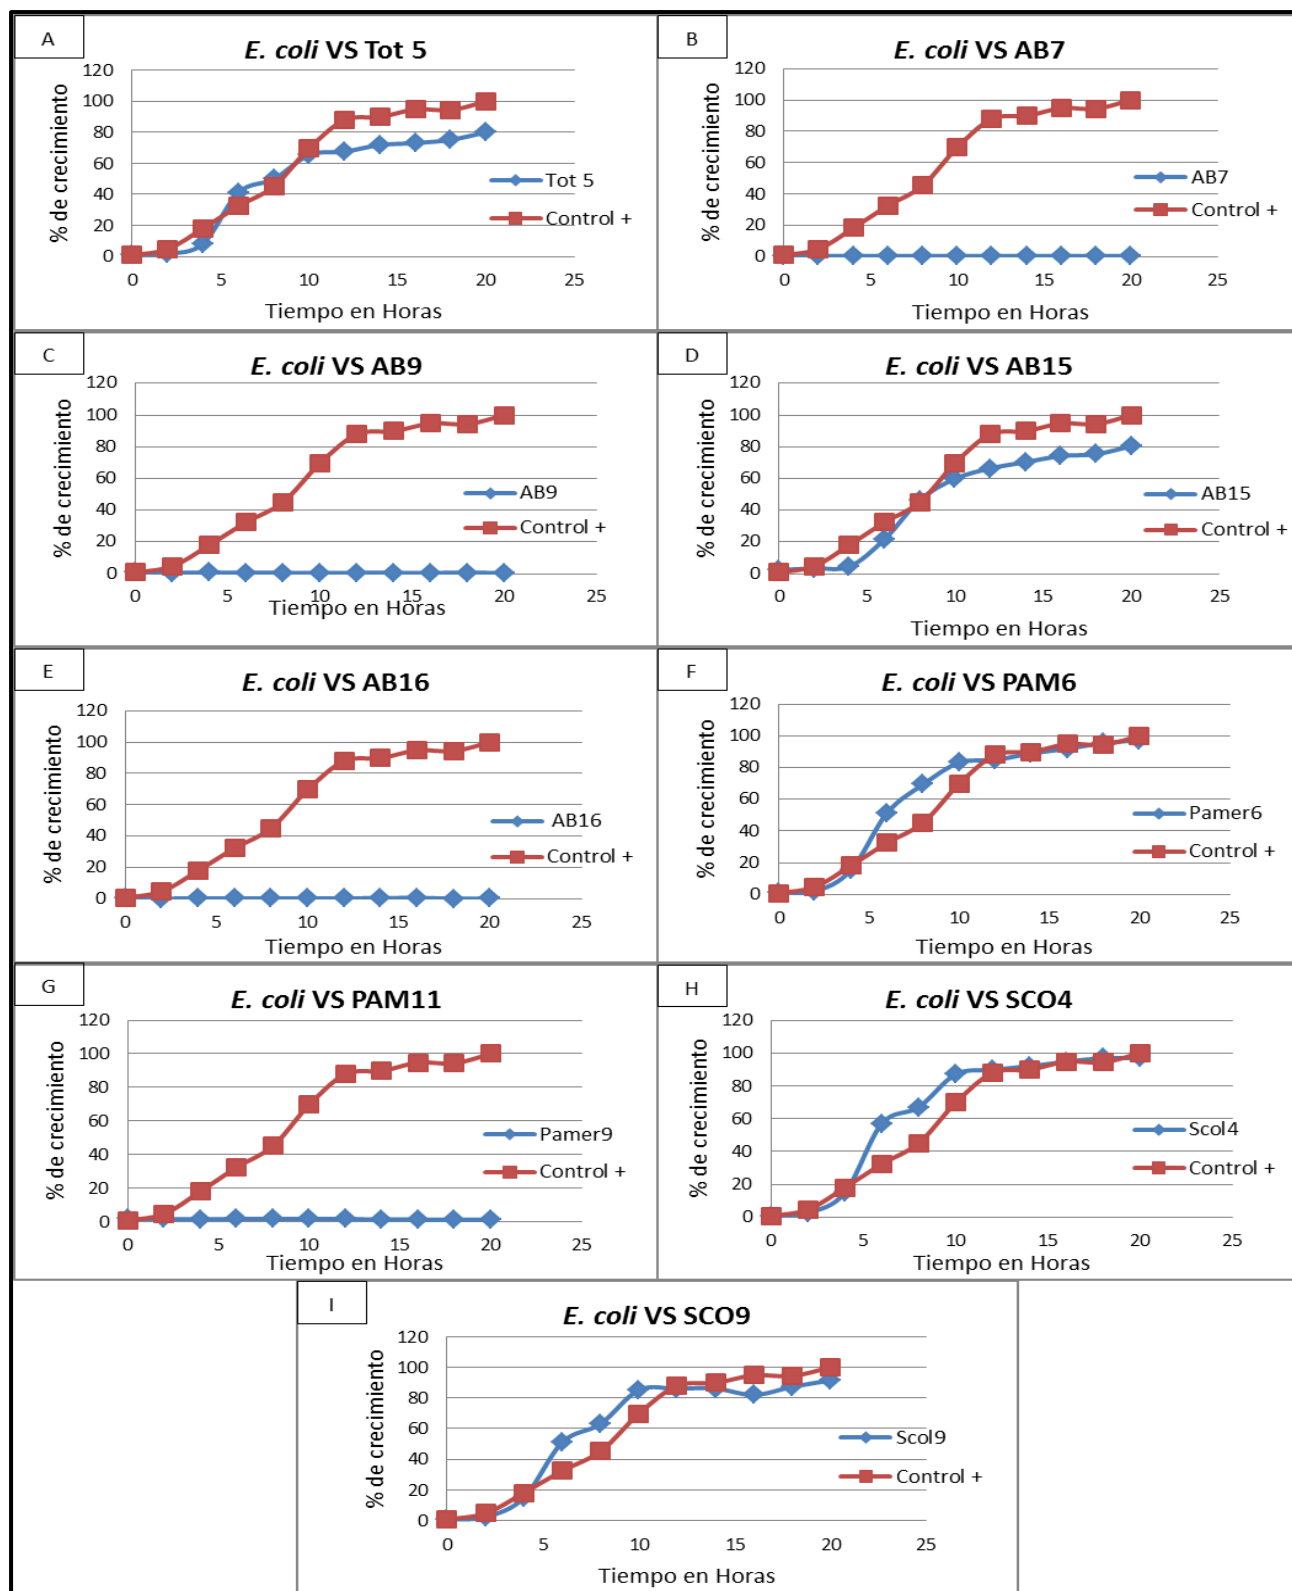 A
E. coli VS Tot 5
120
100
80
60
40
20
0
% de crecimiento
Tot 5
Control +
0 5 10 15 20 25
Tiempo en Horas
B
E. coli VS AB7
120
100
80
60
40
20
0
% de crecimiento
AB7
Control +
0 5 10 15 20 25
Tiempo en Horas
C
E. coli VS AB9
120
100
80
60
40
20
0
% de crecimiento
AB9
Control +
0 5 10 15 20 25
Tiempo en Horas
D
E. coli VS AB15
120
100
80
60
40
20
0
% de crecimiento
AB15
Control +
0 5 10 15 20 25
Tiempo en Horas
E
E. coli VS AB16
120
100
80
60
40
20
0
% de crecimiento
AB16
Control +
0 5 10 15 20 25
Tiempo en Horas
F
E. coli VS PAM6
120
100
80
60
40
20
0
% de crecimiento
Pamer6
Control +
0 5 10 15 20 25
Tiempo en Horas
G
E. coli VS PAM11
120
100
80
60
40
20
0
% de crecimiento
Pamer9
Control +
0 5 10 15 20 25
Tiempo en Horas
H
E. coli VS SCO4
120
100
80
60
40
20
0
% de crecimiento
Scol4
Control +
0 5 10 15 20 25
Tiempo en Horas
I
E. coli VS SCO9
120
100
80
60
40
20
0
% de crecimiento
Scol9
Control +
0 5 10 15 20 25
Tiempo en Horas